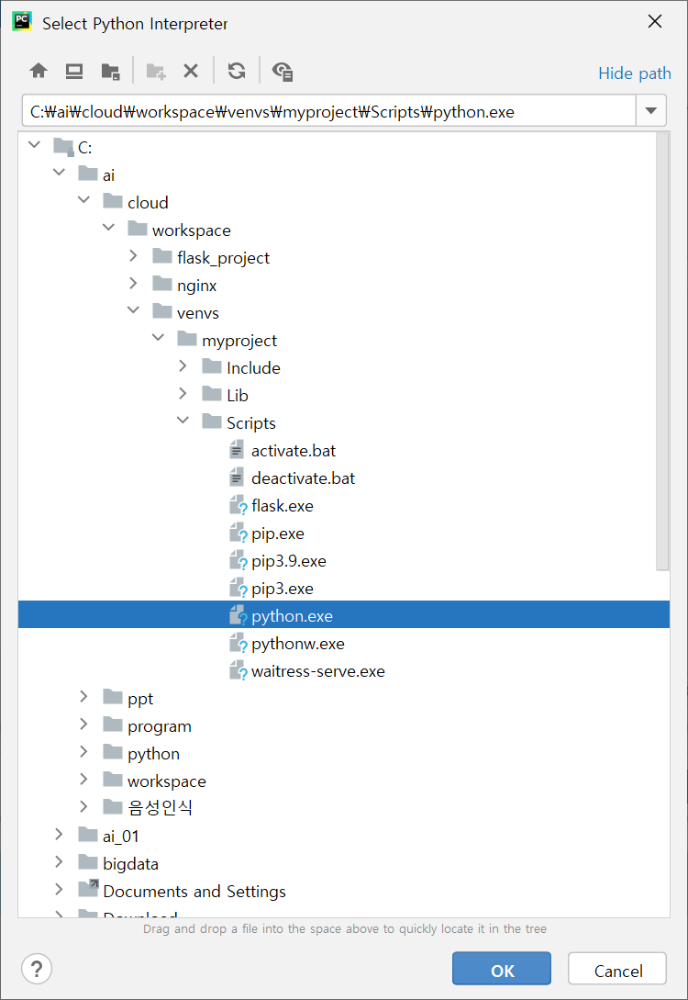 PC
Select Python Interpreter
Hide path
C:₩ai₩cloud₩workspace₩venvs₩myproject₩Scripts₩python.exe
C:
ai
cloud
workspace
flask_project
nginx
venvs
myproject
Include
Lib
Scripts
activate.bat
deactivate.bat
flask.exe
pip.exe
pip3.9.exe
pip3.exe
python.exe
pythonw.exe
waitress-serve.exe
ppt
program
python
workspace
음성인식
ai_01
bigdata
Documents and Settings
Download
Drag and drop a file into the space above to quickly locate it in the tree
?
OK
Cancel